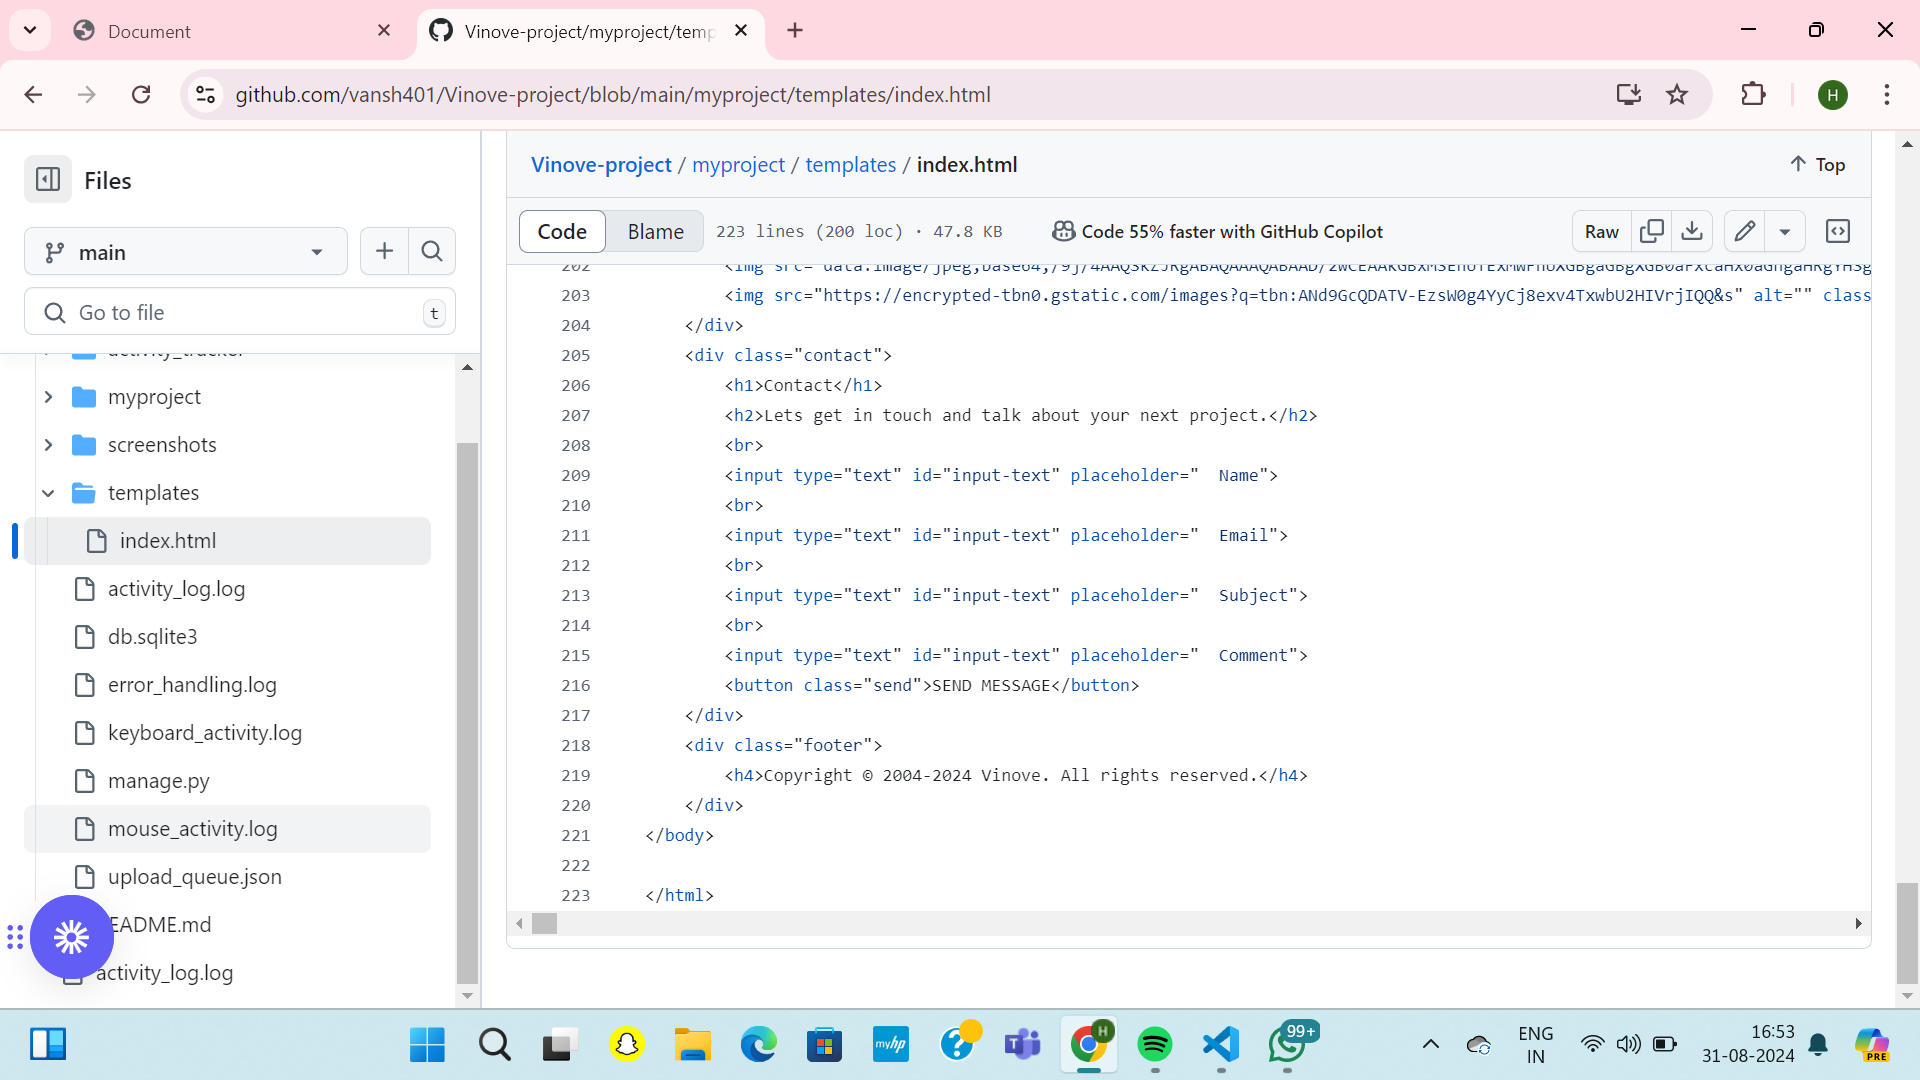 Document
Vinove-project/myproject/temp
github.com/vansh401/Vinove-project/blob/main/myproject/templates/index.html
H
Files
main
Go to file
t
activity_tracker
myproject
screenshots
templates
index.html
activity_log.log
db.sqlite3
error_handling.log
keyboard_activity.log
manage.py
mouse_activity.log
upload_queue.json
EADME.md
activity_log.log
Vinove-project / myproject / templates / index.html
Top
Code Blame 223 lines (200 loc) · 47.8 KB Code 55% faster with GitHub Copilot Raw
202
203 <img src="https://encrypted-tbn0.gstatic.com/images?q=tbn:ANd9GcQDATV-EzsW0g4YyCj8exv4TxwbU2HIVrjIQQ&s" alt="" class
204 </div>
205 <div class="contact">
206 <h1>Contact</h1>
207 <h2>Lets get in touch and talk about your next project.</h2>
208 <br>
209 <input type="text" id="input-text" placeholder="  Name">
210 <br>
211 <input type="text" id="input-text" placeholder="  Email">
212 <br>
213 <input type="text" id="input-text" placeholder="  Subject">
214 <br>
215 <input type="text" id="input-text" placeholder="  Comment">
216 <button class="send">SEND MESSAGE</button>
217 </div>
218 <div class="footer">
219 <h4>Copyright © 2004-2024 Vinove. All rights reserved.</h4>
220 </div>
221 </body>
222
223 </html>
myhp
H
99+
ENG
IN
16:53
31-08-2024
PRE